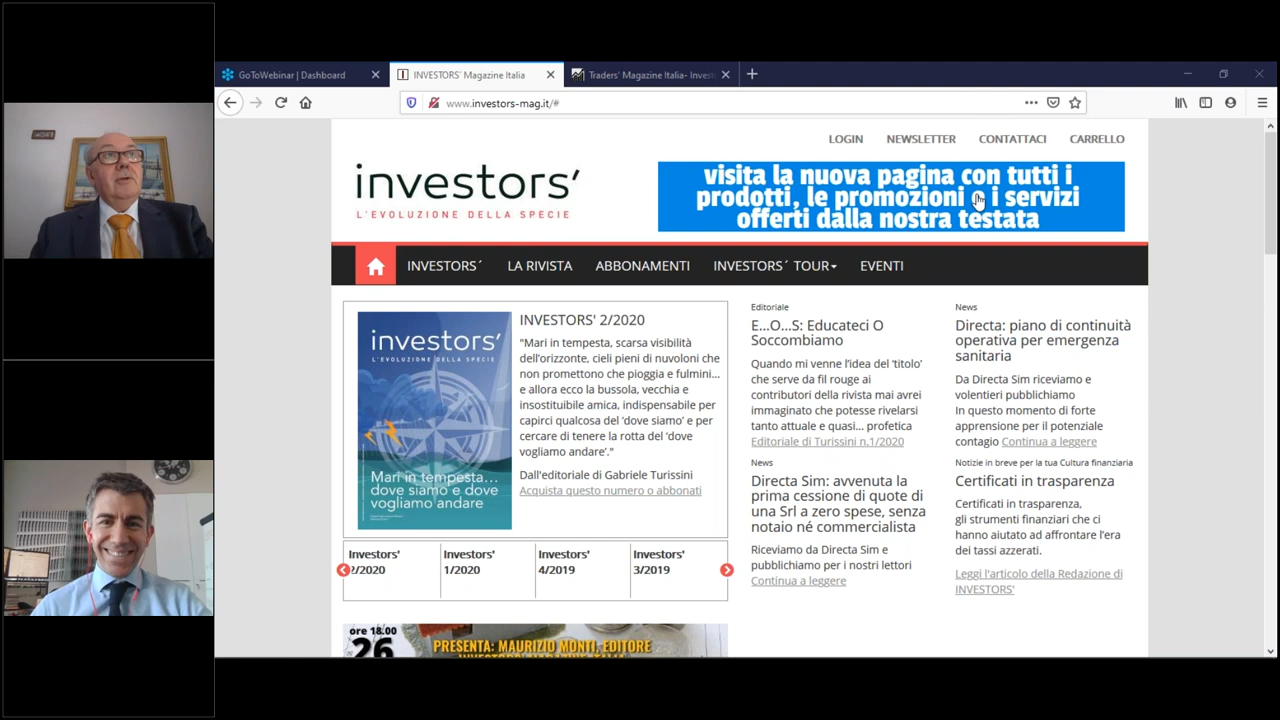 GoToWebinar | Dashboard
INVESTORS' Magazine Italia
Traders' Magazine Italia- Invest
www.investors-mag.it/#
LOGIN
NEWSLETTER
CONTATTACI
CARRELLO
investors'
L'EVOLUZIONE DELLA SPECIE
visita la nuova pagina con tutti i
prodotti, le promozioni e i servizi
offerti dalla nostra testata
INVESTORS´
LA RIVISTA
ABBONAMENTI
INVESTORS´ TOUR
EVENTI
investors'
L'EVOLUZIONE DELLA SPECIE
Mari in tempesta...
dove siamo e dove
vogliamo andare
INVESTORS' 2/2020
"Mari in tempesta, scarsa visibilità
dell'orizzonte, cieli pieni di nuvoloni che
non promettono che pioggia e fulmini...
e allora ecco la bussola, vecchia e
insostituibile amica, indispensabile per
capirci qualcosa del 'dove siamo' e per
cercare di tenere la rotta del 'dove
vogliamo andare'."
Dall'editoriale di Gabriele Turissini
Acquista questo numero o abbonati
Investors'
2/2020
Investors'
1/2020
Investors'
4/2019
Investors'
3/2019
ore 18.00
26
PRESENTA: MAURIZIO MONTI, EDITORE
Editoriale
E...O...S: Educateci O
Soccombiamo
Quando mi venne l'idea del 'titolo'
che serve da fil rouge ai
contributori della rivista mai avrei
immaginato che potesse rivelarsi
tanto attuale e quasi... profetica
Editoriale di Turissini n.1/2020
News
Directa Sim: avvenuta la
prima cessione di quote di
una Srl a zero spese, senza
notaio né commercialista
Riceviamo da Directa Sim e
pubblichiamo per i nostri lettori
Continua a leggere
News
Directa: piano di continuità
operativa per emergenza
sanitaria
Da Directa Sim riceviamo e
volentieri pubblichiamo
In questo momento di forte
apprensione per il potenziale
contagio Continua a leggere
Notizie in breve per la tua Cultura finanziaria
Certificati in trasparenza
Certificati in trasparenza,
gli strumenti finanziari che ci
hanno aiutato ad affrontare l'era
dei tassi azzerati.
Leggi l'articolo della Redazione di
INVESTORS'